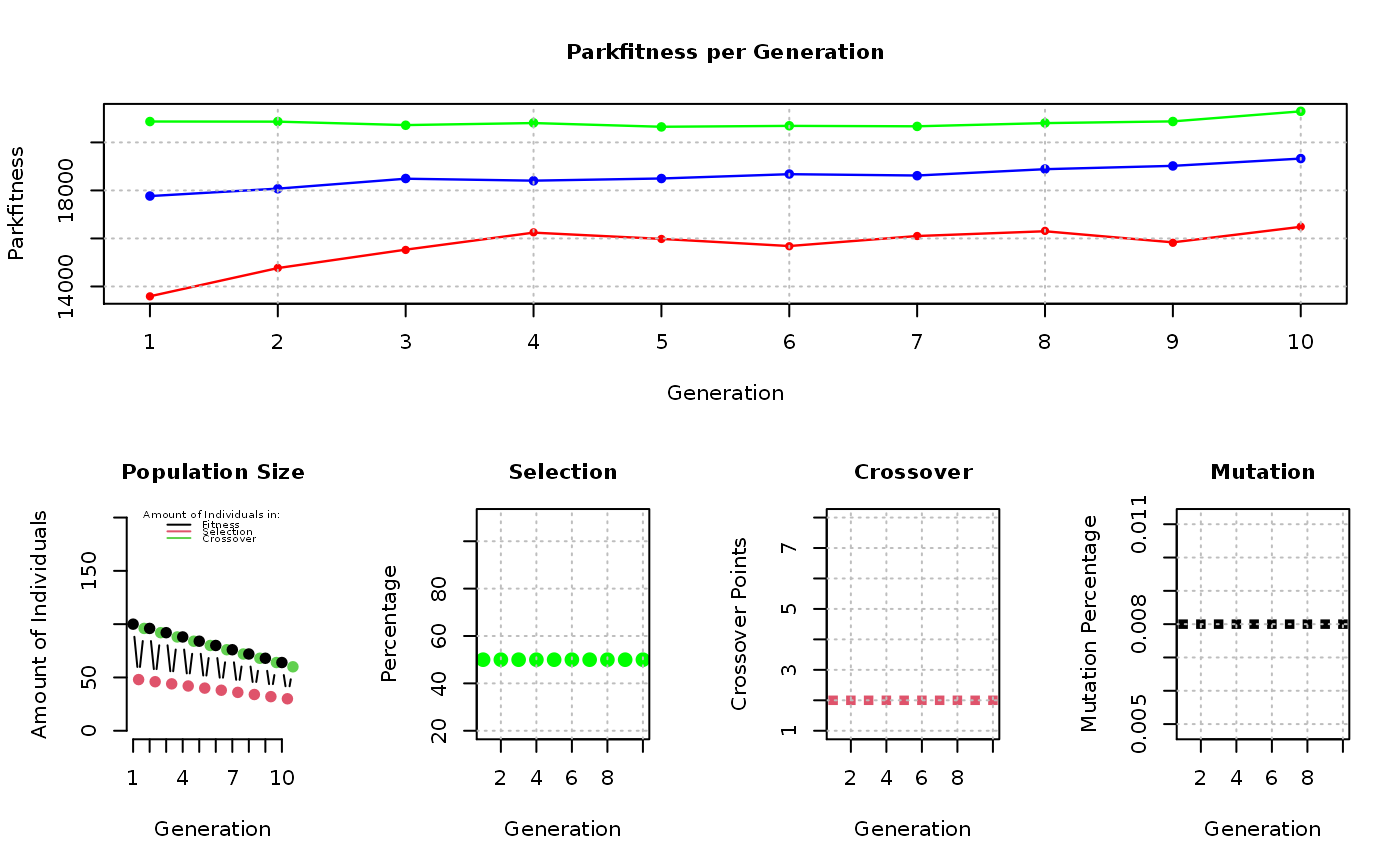 Parkfitness per Generation
Parkfitness
18000
14000
1 2 3 4 5 6 7 8 9 10
Generation
Population Size
Amount of Individuals
150
50
0
Amount of Individuals in:
Fitness
Selection
Crossover
1 4 7 10
Generation
Selection
Percentage
80
60
40
20
2 4 6 8
Generation
Crossover
Crossover Points
7
5
3
1
2 4 6 8
Generation
Mutation
Mutation Percentage
0.011
0.008
0.005
2 4 6 8
Generation